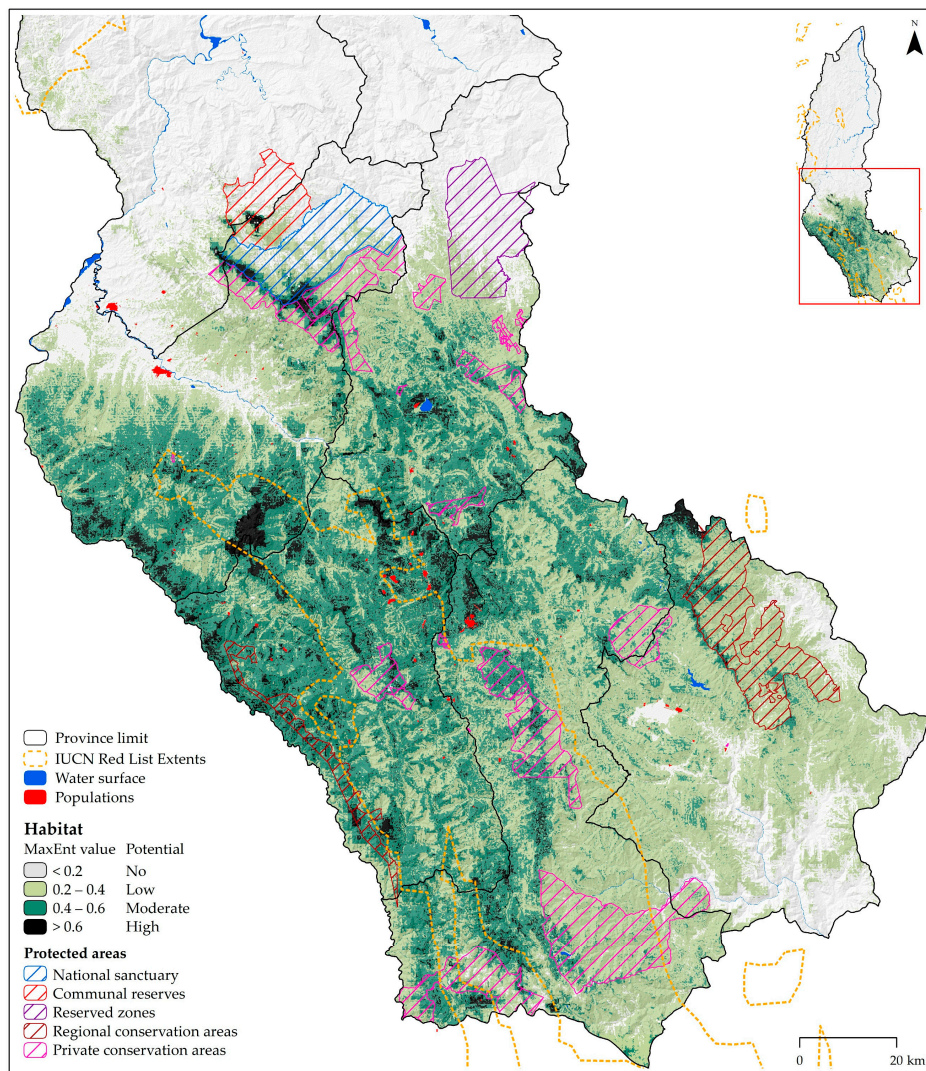 N
Province limit
IUCN Red List Extents
Water surface
Populations
Habitat
MaxEnt value Potential
< 0.2 No
0.2 – 0.4 Low
0.4 – 0.6 Moderate
> 0.6 High
Protected areas
National sanctuary
Communal reserves
Reserved zones
Regional conservation areas
Private conservation areas
0 20 km